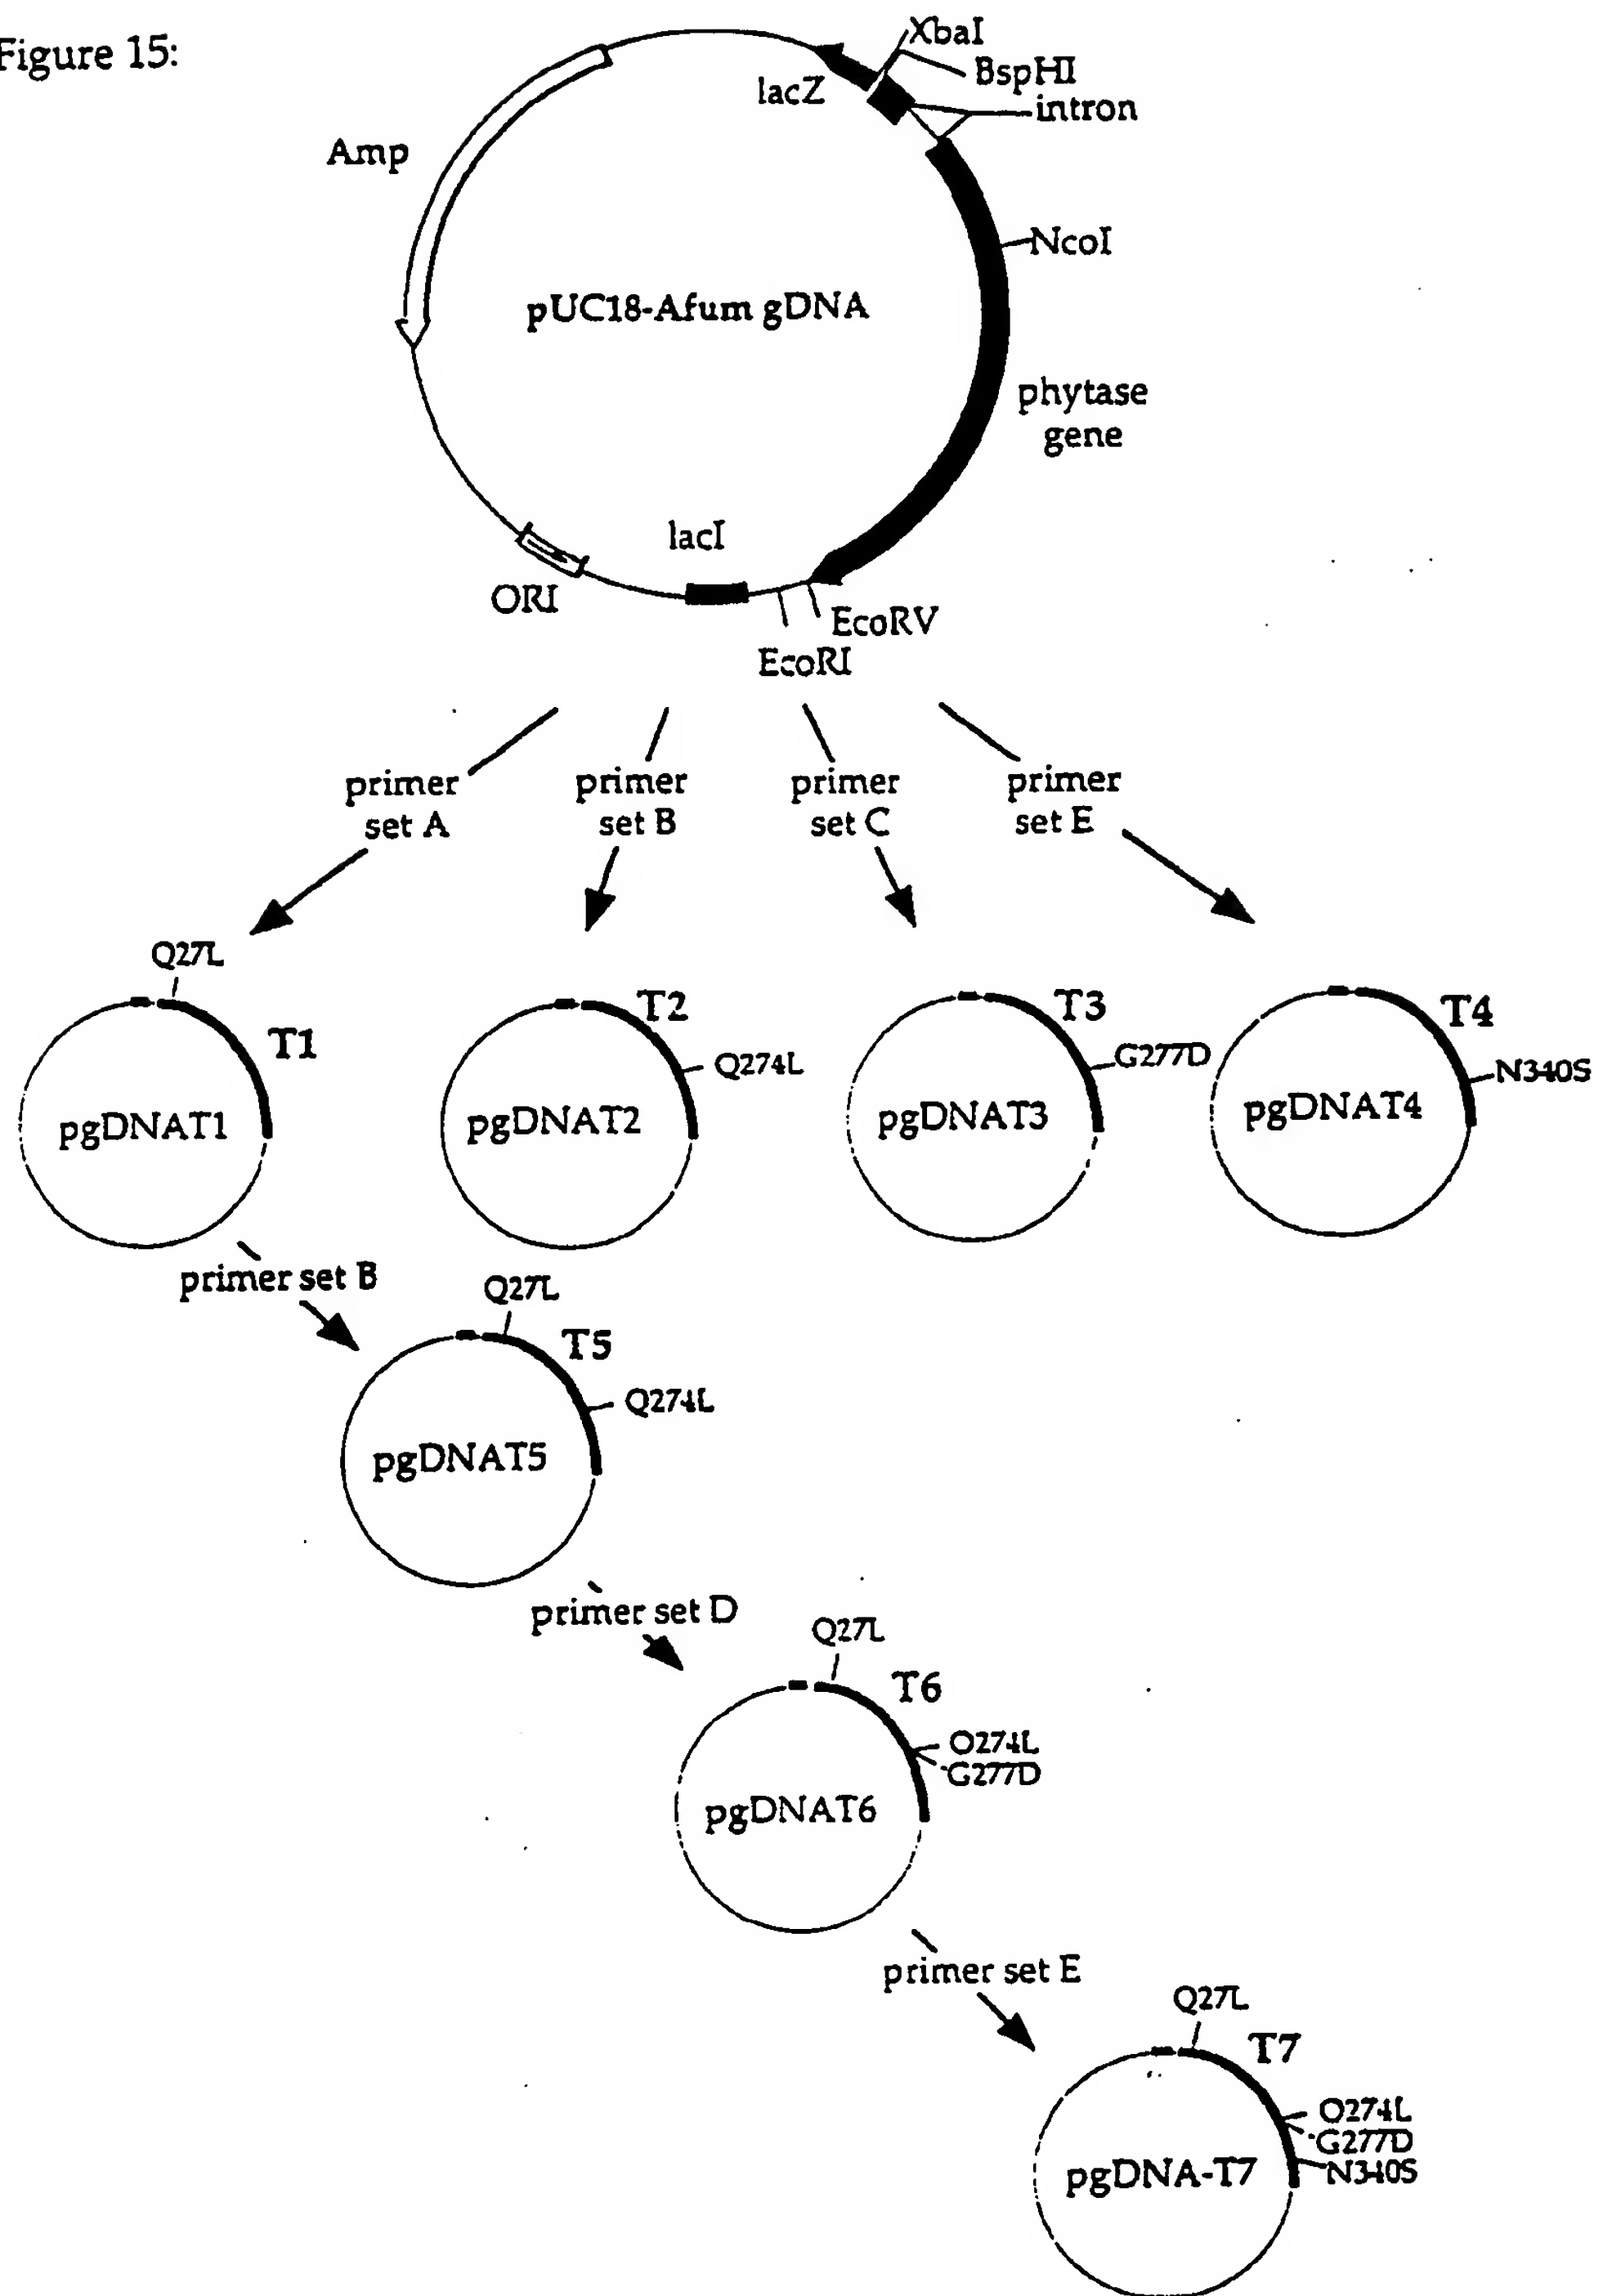 Figure 15:
XbaI
BspHI
intron
lacZ
Amp
NcoI
pUC18-Afum gDNA
phytase
gene
lacI
ORI
EcoRV
EcoRI
primer
set A
primer
set B
primer
set C
primer
set E
Q27L
T1
pgDNAT1
T2
Q274L
pgDNAT2
T3
G277D
pgDNAT3
T4
N340S
pgDNAT4
primer set B
Q27L
T5
Q274L
pgDNAT5
primer set D
Q27L
T6
Q274L
G277D
pgDNAT6
primer set E
Q27L
T7
Q274L
G277D
N340S
pgDNA-T7